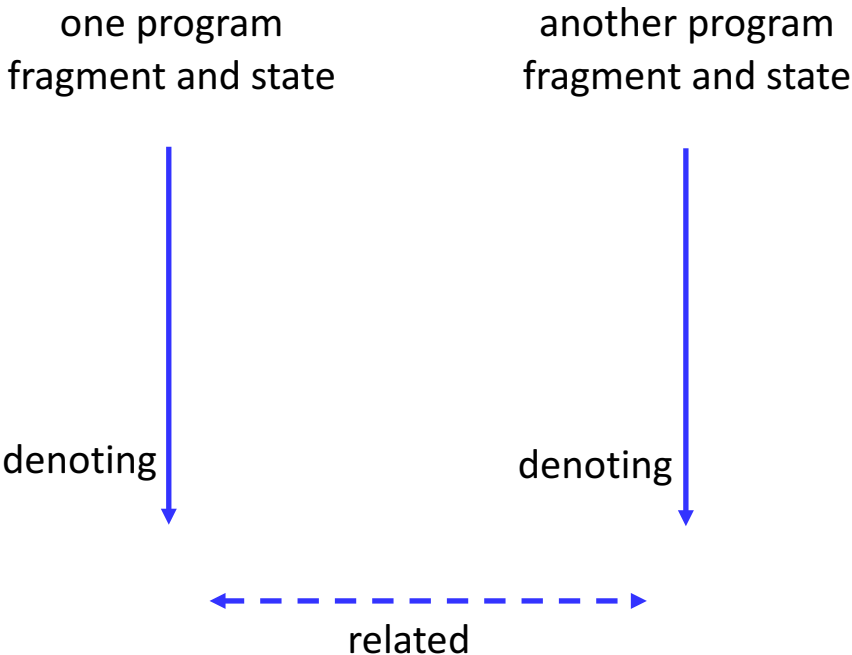 one program
fragment and state
another program
fragment and state
denoting
denoting
related